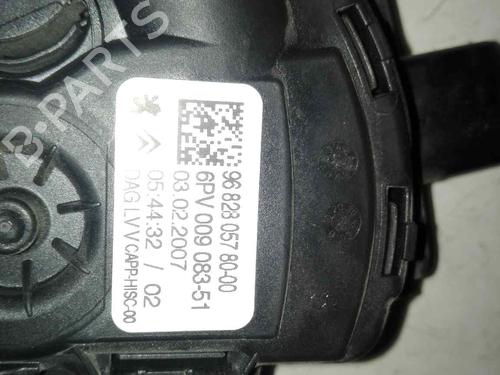 96 828 057 80-00
6PV 009 083-51
03.02.2007
05:44:32 / 02
DAG LVV CAPP-HISC-00
B-PARTS